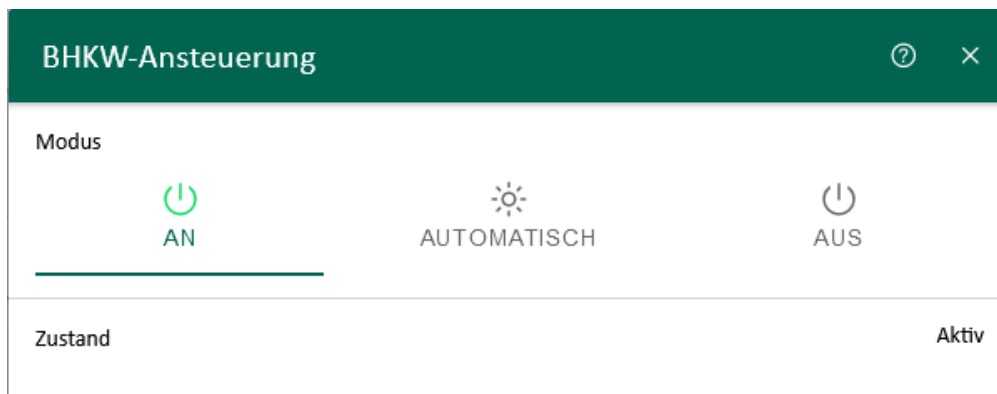 BHKW-Ansteuerung
Modus
AN AUTOMATISCH AUS
Zustand Aktiv